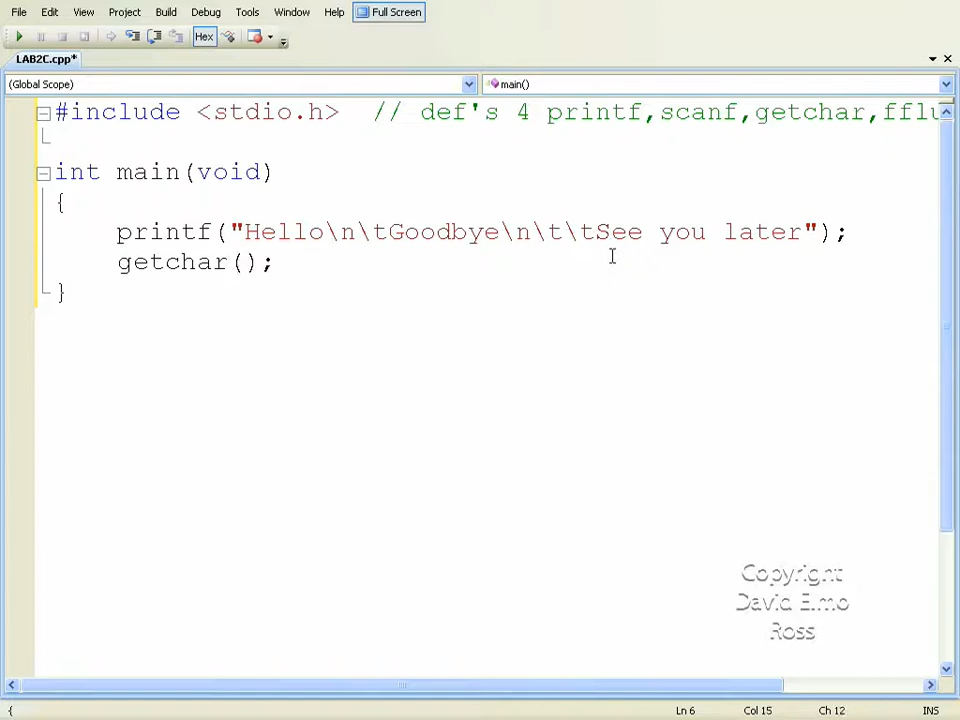 File Edit View Project Build Debug Tools Window Help Full Screen
Hex
LAB2C.cpp*
(Global Scope) main()
#include <stdio.h> // def's 4 printf,scanf,getchar,fflu
int main(void)
{
printf("Hello\n\tGoodbye\n\t\tSee you later");
getchar();
}
Copyright
David Elmo
Ross
{ Ln 6 Col 15 Ch 12 INS